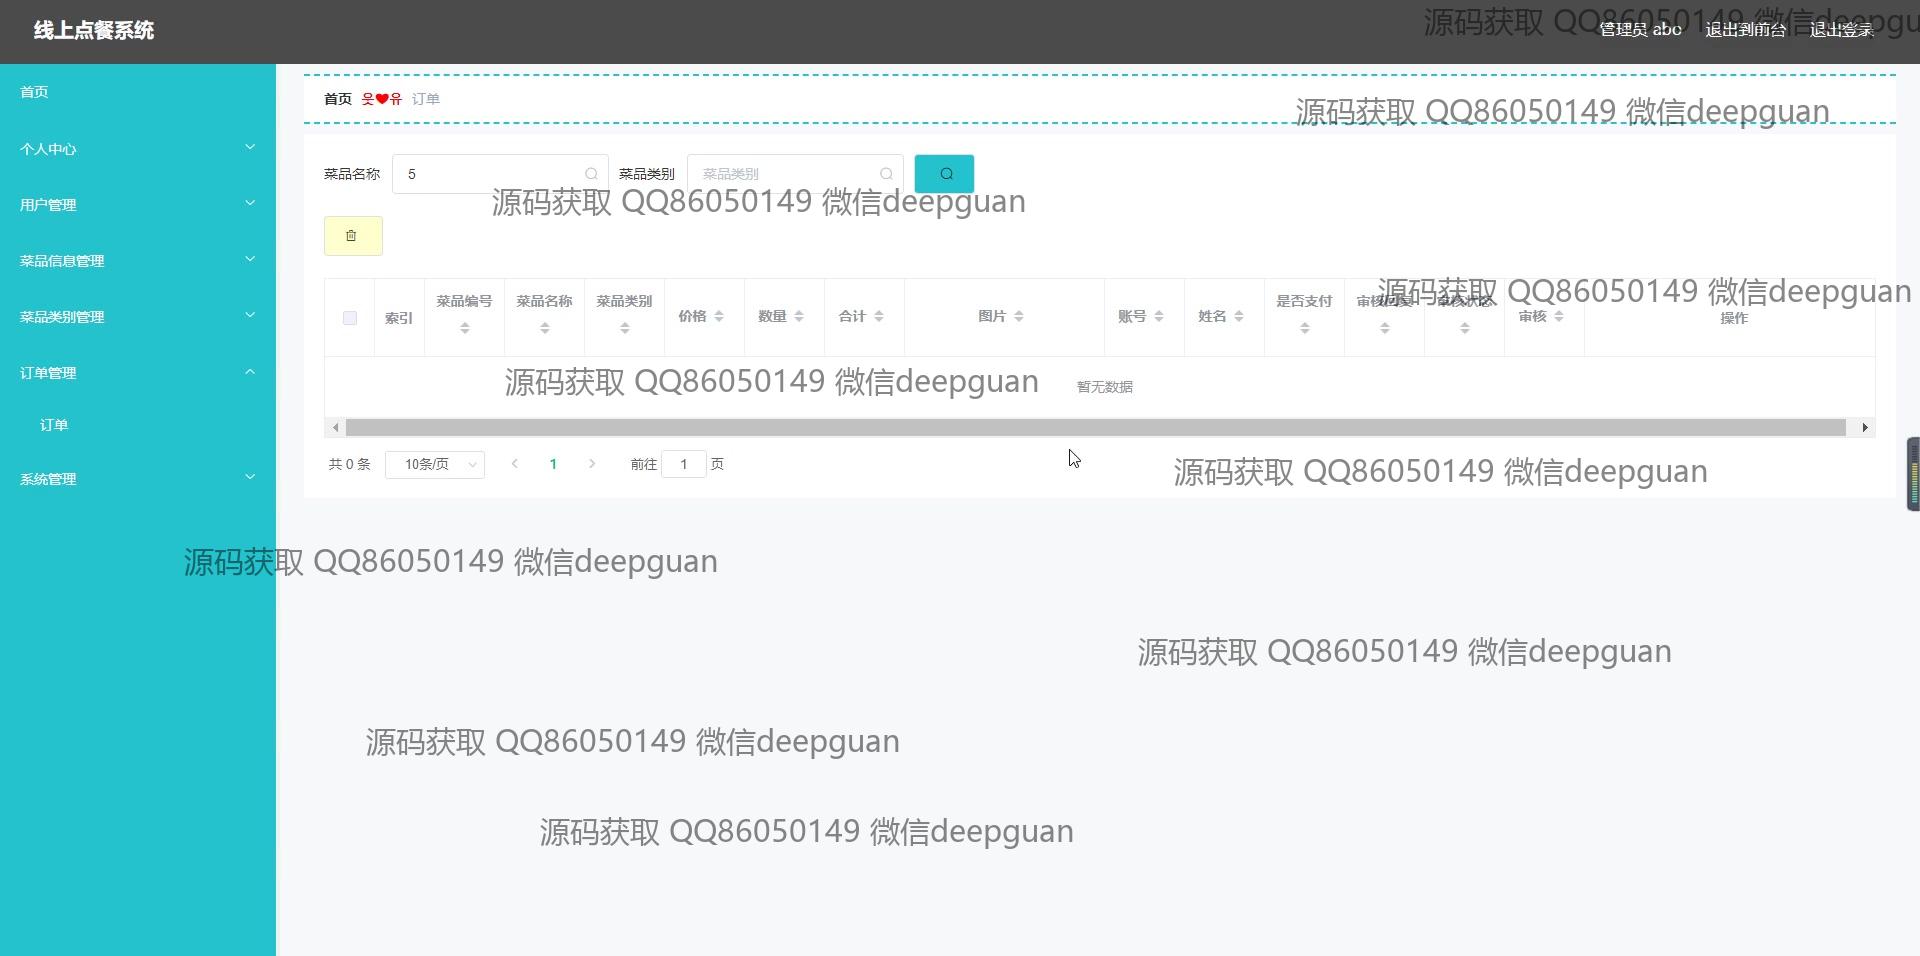 线上点餐系统
源码获取 QQ86050149 微信deepgu
管理员 abo 退出到前台 退出登录
首页
个人中心
用户管理
菜品信息管理
菜品类别管理
订单管理
订单
系统管理
首页 웃❤유 订单
源码获取 QQ86050149 微信deepguan
菜品名称 5 菜品类别 菜品类别
源码获取 QQ86050149 微信deepguan
源码获取 QQ86050149 微信deepguan
索引 菜品编号 菜品名称 菜品类别 价格 数量 合计 图片 账号 姓名 是否支付 审核回复 审核状态 审核 操作
源码获取 QQ86050149 微信deepguan
暂无数据
共 0 条 10条/页 1 前往 1 页
源码获取 QQ86050149 微信deepguan
源码获取 QQ86050149 微信deepguan
源码获取 QQ86050149 微信deepguan
源码获取 QQ86050149 微信deepguan
源码获取 QQ86050149 微信deepguan